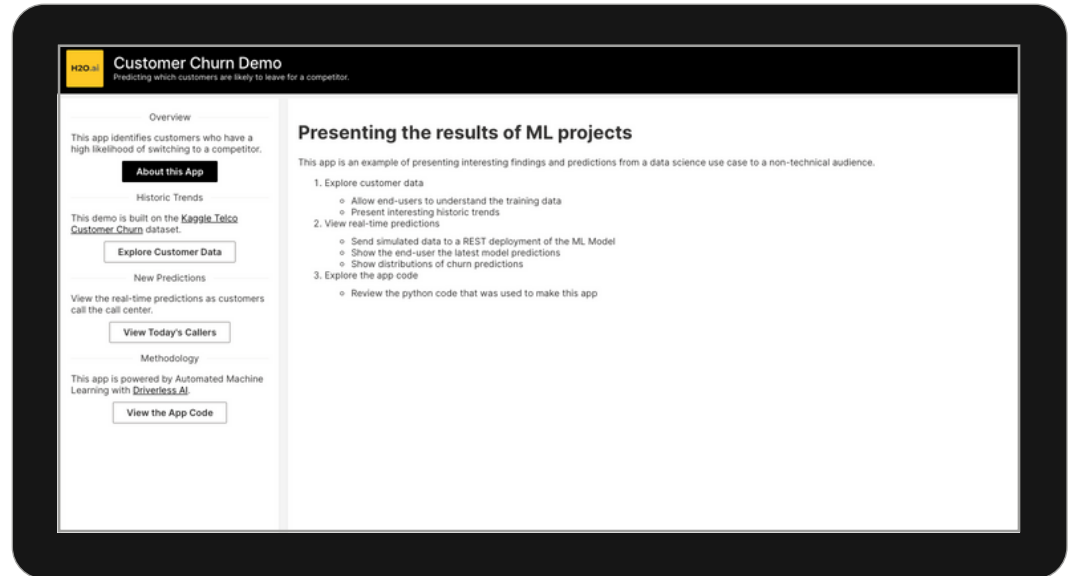 H2O.ai
Customer Churn Demo
Predicting which customers are likely to leave for a competitor.
Overview
This app identifies customers who have a
high likelihood of switching to a competitor.
About this App
Historic Trends
This demo is built on the Kaggle Telco
Customer Churn dataset.
Explore Customer Data
New Predictions
View the real-time predictions as customers
call the call center.
View Today's Callers
Methodology
This app is powered by Automated Machine
Learning with Driverless AI.
View the App Code
Presenting the results of ML projects
This app is an example of presenting interesting findings and predictions from a data science use case to a non-technical audience.
1. Explore customer data
Allow end-users to understand the training data
Present interesting historic trends
2. View real-time predictions
Send simulated data to a REST deployment of the ML Model
Show the end-user the latest model predictions
Show distributions of churn predictions
3. Explore the app code
Review the python code that was used to make this app